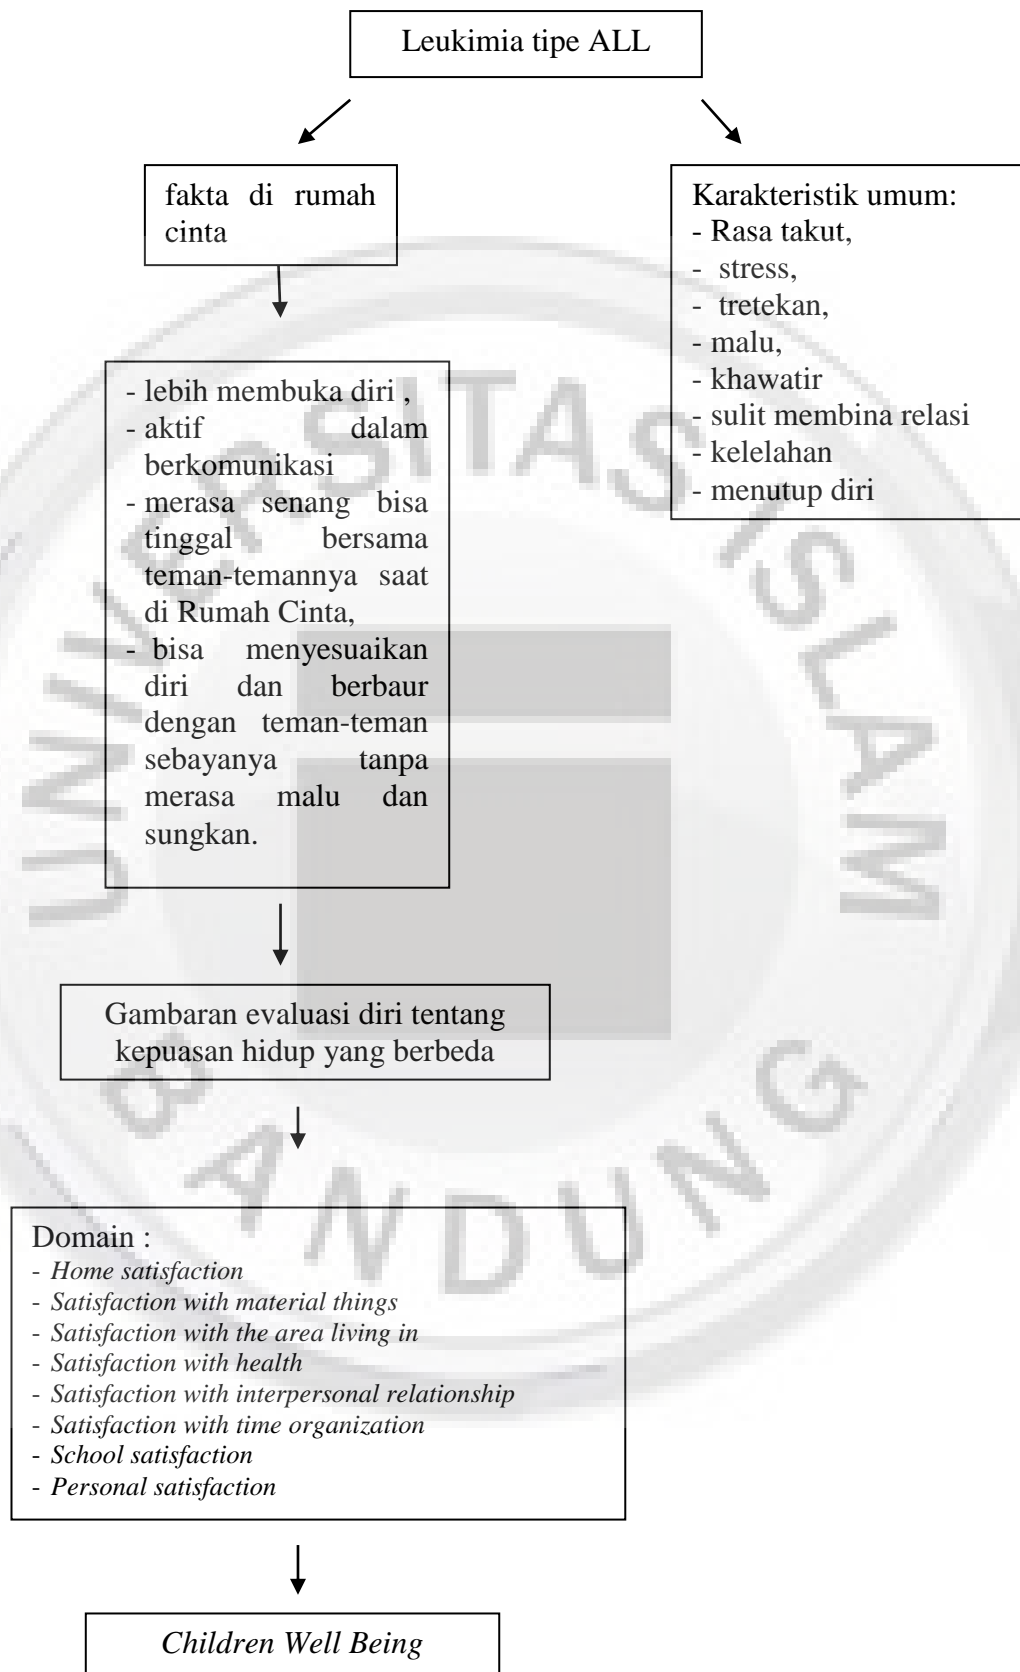 Leukimia tipe ALL
fakta di rumah
cinta
Karakteristik umum:
- Rasa takut,
- stress,
- tretekan,
- malu,
- khawatir
- sulit membina relasi
- kelelahan
- menutup diri
- lebih membuka diri ,
- aktif dalam
berkomunikasi
- merasa senang bisa
tinggal bersama
teman-temannya saat
di Rumah Cinta,
- bisa menyesuaikan
diri dan berbaur
dengan teman-teman
sebayanya tanpa
merasa malu dan
sungkan.
Gambaran evaluasi diri tentang
kepuasan hidup yang berbeda
Domain :
- Home satisfaction
- Satisfaction with material things
- Satisfaction with the area living in
- Satisfaction with health
- Satisfaction with interpersonal relationship
- Satisfaction with time organization
- School satisfaction
- Personal satisfaction
Children Well Being
UNIVERSITAS ISLAM
BANDUNG